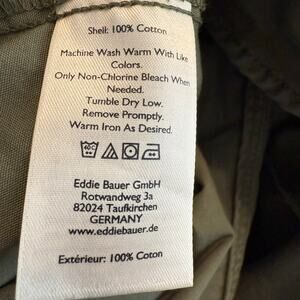 Shell: 100% Cotton
Machine Wash Warm With Like
Colors.
Only Non-Chlorine Bleach When
Needed.
Tumble Dry Low.
Remove Promptly.
Warm Iron As Desired.
Eddie Bauer GmbH
Rotwandweg 3a
82024 Taufkirchen
GERMANY
www.eddiebauer.de
Extérieur: 100% Coton